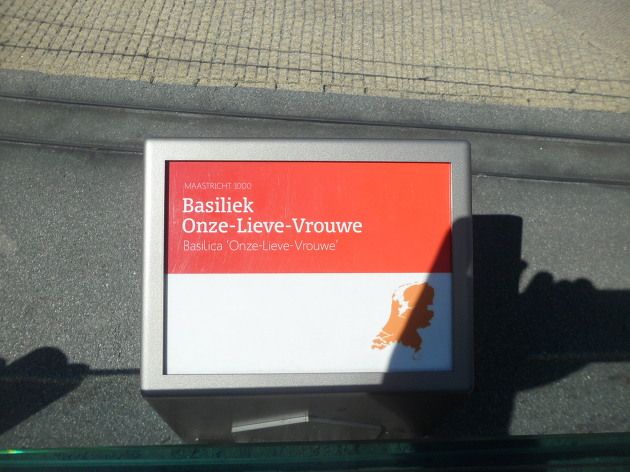 MAASTRICHT 1000
Basiliek
Onze-Lieve-Vrouwe
Basilica 'Onze-Lieve-Vrouwe'